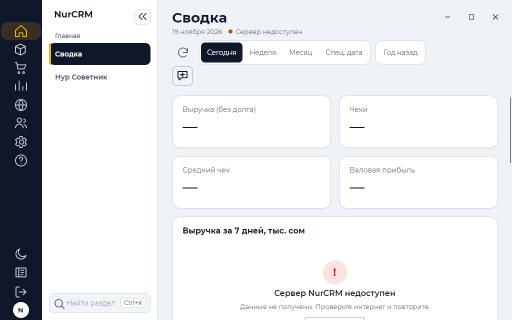 NurCRM
Главная
Сводка
Нур Советник
Найти раздел
Ctrl+K
N
Сводка
19 ноября 2026
Сервер недоступен
Сегодня
Неделя
Месяц
Спец. дата
Год назад
Выручка (без долга)
—
Чеки
—
Средний чек
—
Валовая прибыль
—
Выручка за 7 дней, тыс. сом
!
Сервер NurCRM недоступен
Данные не получены. Проверьте интернет и повторите